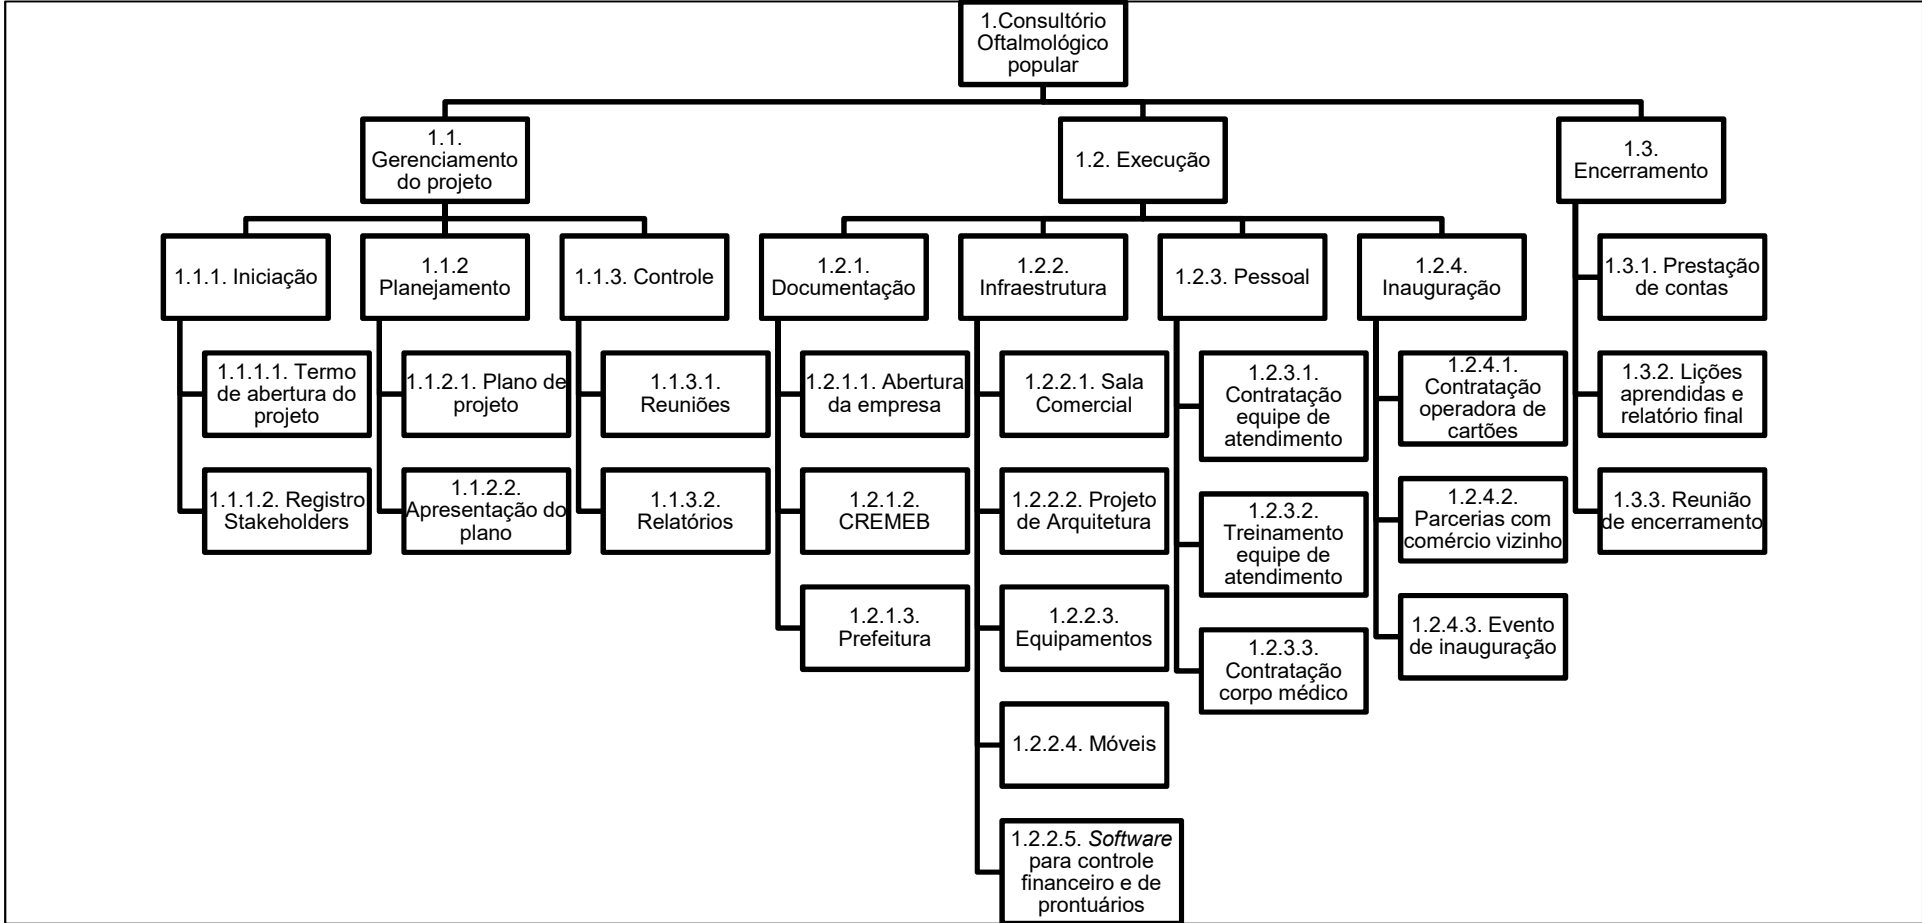 1.Consultório
Oftalmológico
popular
1.1.
Gerenciamento
do projeto
1.2. Execução
1.3.
Encerramento
1.1.1. Iniciação
1.1.2
Planejamento
1.1.3. Controle
1.2.1.
Documentação
1.2.2.
Infraestrutura
1.2.3. Pessoal
1.2.4.
Inauguração
1.3.1. Prestação
de contas
1.1.1.1. Termo
de abertura do
projeto
1.1.2.1. Plano de
projeto
1.1.3.1.
Reuniões
1.2.1.1. Abertura
da empresa
1.2.2.1. Sala
Comercial
1.2.3.1.
Contratação
equipe de
atendimento
1.2.4.1.
Contratação
operadora de
cartões
1.3.2. Lições
aprendidas e
relatório final
1.1.1.2. Registro
Stakeholders
1.1.2.2.
Apresentação do
plano
1.1.3.2.
Relatórios
1.2.1.2.
CREMEB
1.2.2.2. Projeto
de Arquitetura
1.2.3.2.
Treinamento
equipe de
atendimento
1.2.4.2.
Parcerias com
comércio vizinho
1.3.3. Reunião
de encerramento
1.2.1.3.
Prefeitura
1.2.2.3.
Equipamentos
1.2.3.3.
Contratação
corpo médico
1.2.4.3. Evento
de inauguração
1.2.2.4. Móveis
1.2.2.5. Software
para controle
financeiro e de
prontuários